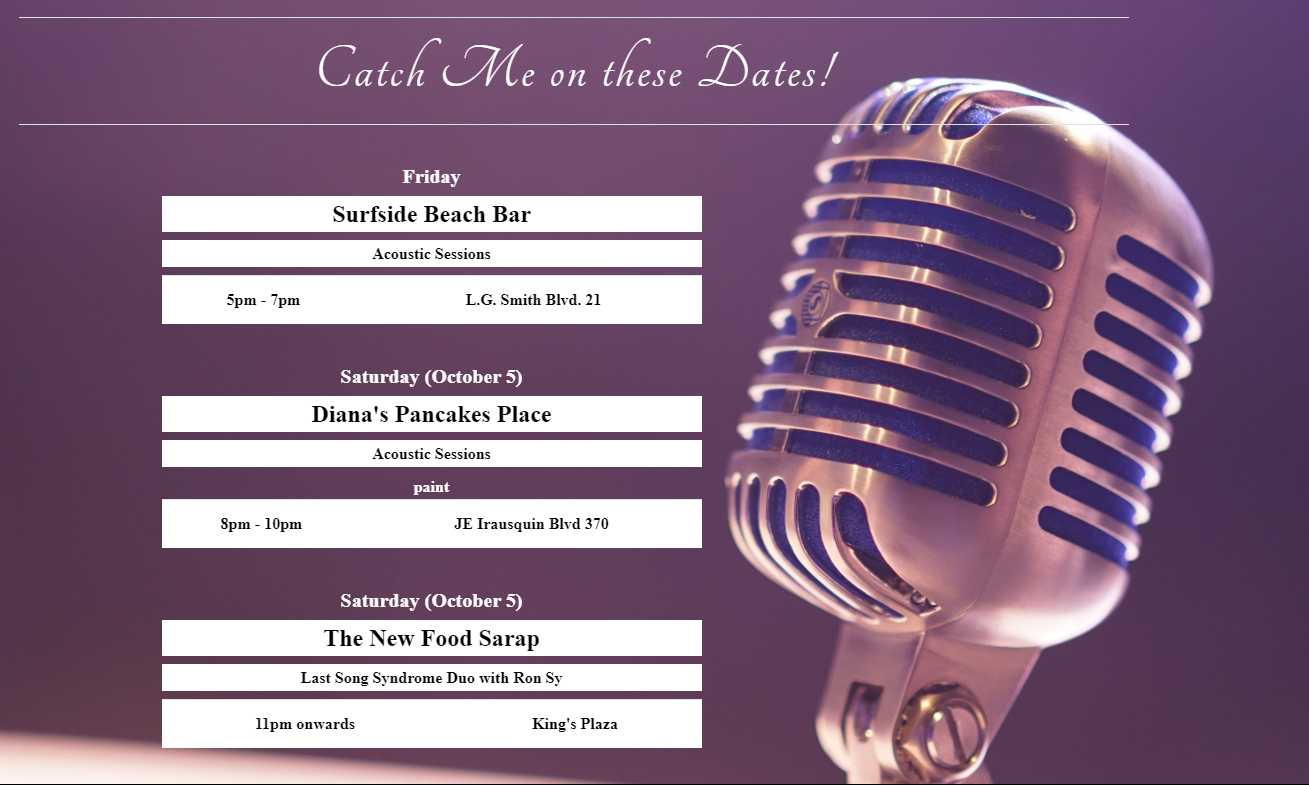 Catch Me on these Dates!
Friday
Surfside Beach Bar
Acoustic Sessions
5pm - 7pm L.G. Smith Blvd. 21
Saturday (October 5)
Diana's Pancakes Place
Acoustic Sessions
paint
8pm - 10pm JE Irausquin Blvd 370
Saturday (October 5)
The New Food Sarap
Last Song Syndrome Duo with Ron Sy
11pm onwards King's Plaza